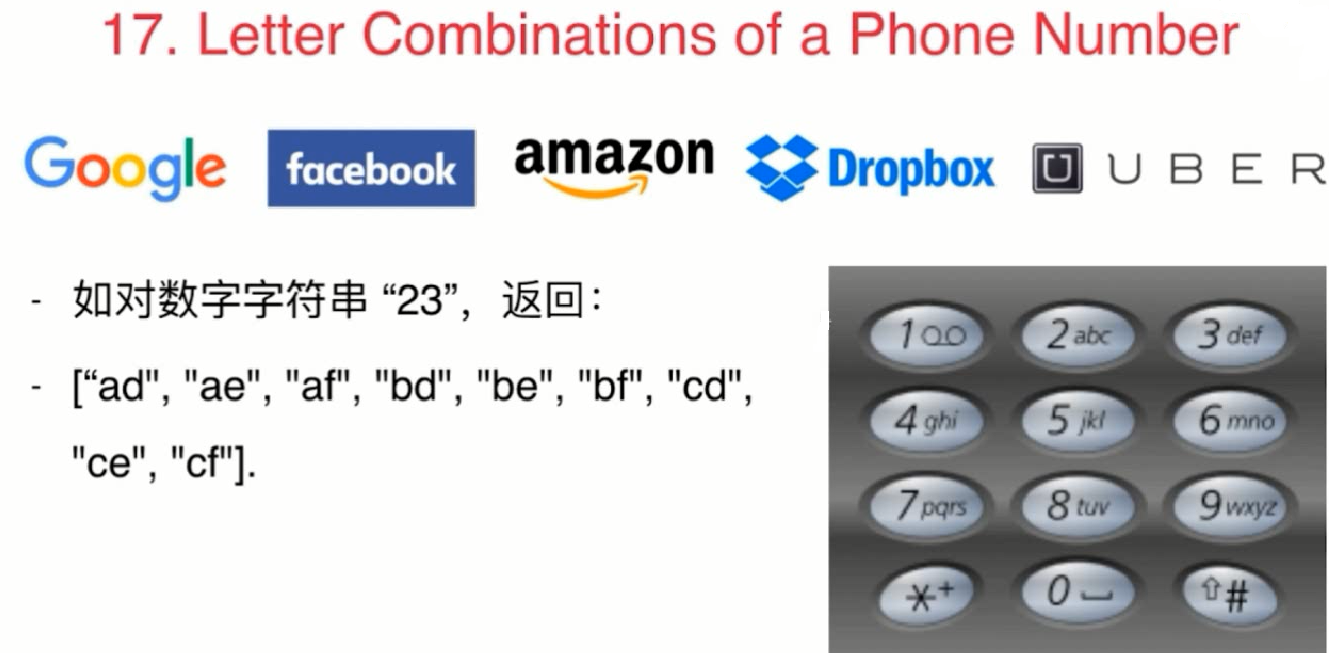 17. Letter Combinations of a Phone Number
Google facebook amazon Dropbox U UBER
- 如对数字字符串 “23”，返回：
- [“ad", "ae", "af", "bd", "be", "bf", "cd",
"ce", "cf"].
1 2 abc 3 def
4 ghi 5 jkl 6 mno
7 pqrs 8 tuv 9 wxyz
*+ 0 ⇧#